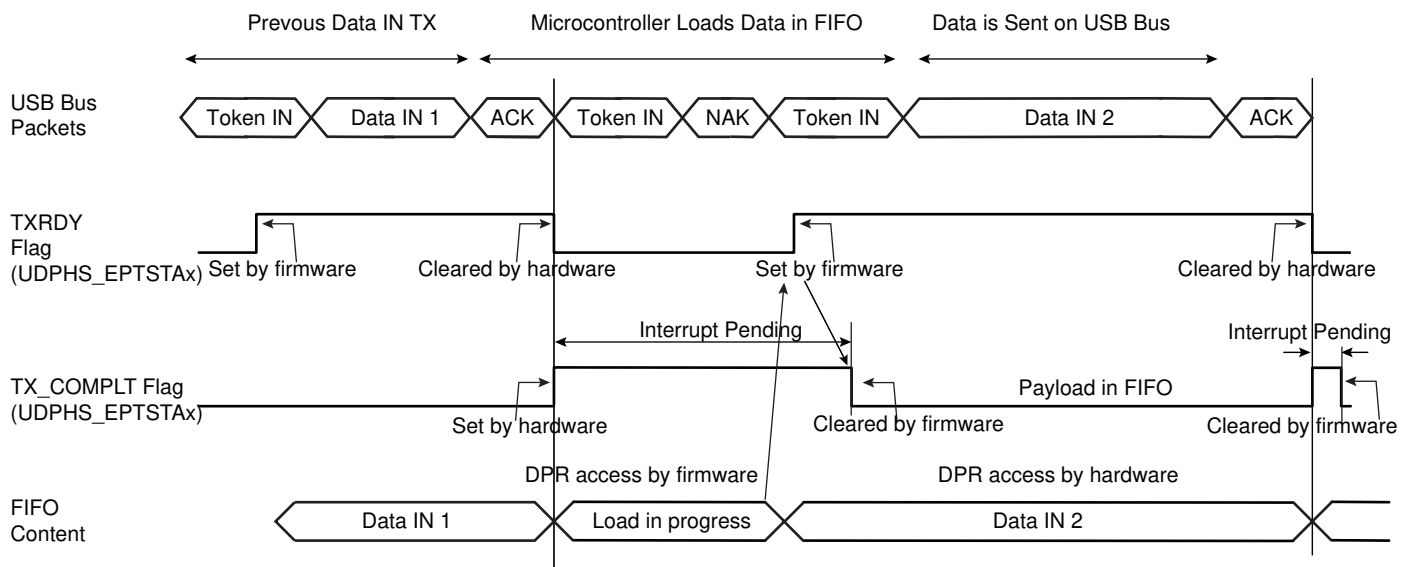 Prevous Data IN TX
Microcontroller Loads Data in FIFO
Data is Sent on USB Bus
USB Bus
Packets
Token IN
Data IN 1
ACK
Token IN
NAK
Token IN
Data IN 2
ACK
TXRDY
Flag
(UDPHS_EPTSTAx)
Set by firmware
Cleared by hardware
Set by firmware
Cleared by hardware
Interrupt Pending
Interrupt Pending
TX_COMPLT Flag
(UDPHS_EPTSTAx)
Payload in FIFO
Set by hardware
Cleared by firmware
Cleared by firmware
DPR access by firmware
DPR access by hardware
FIFO
Content
Data IN 1
Load in progress
Data IN 2